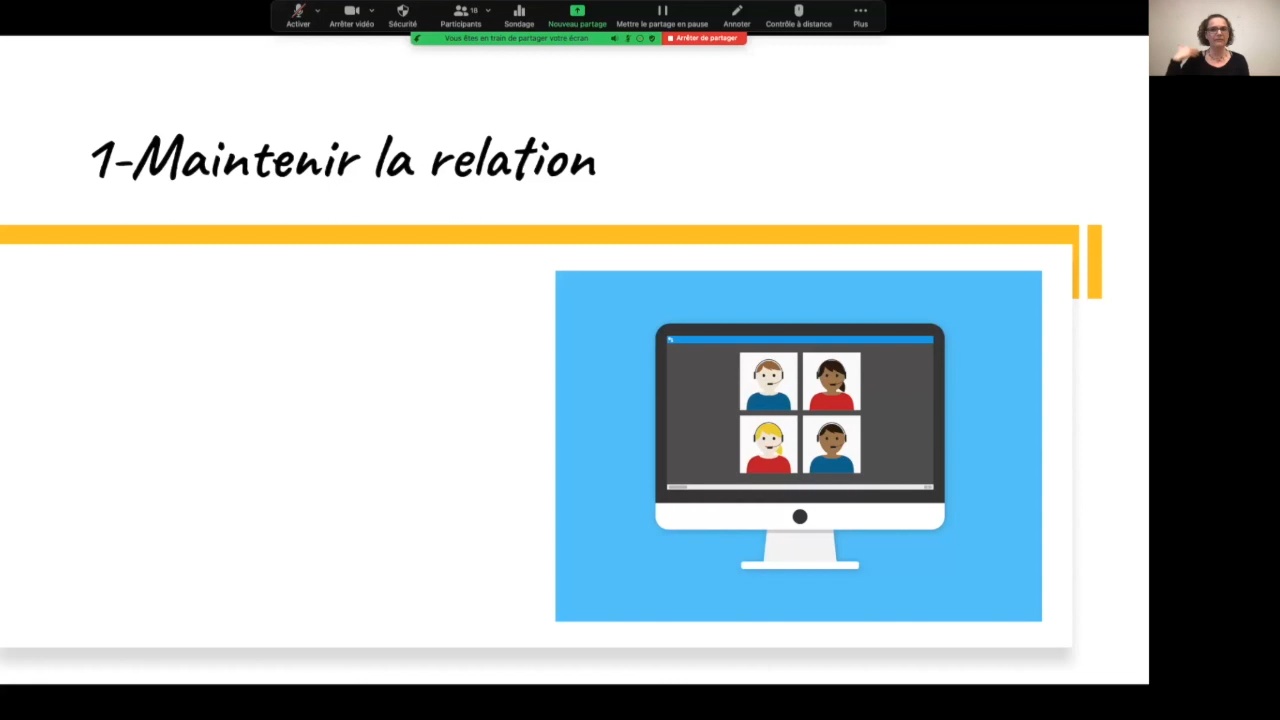 Activer
Arrêter vidéo
Sécurité
18
Participants
Sondage
Nouveau partage
Mettre le partage en pause
Annoter
Contrôle à distance
Plus
Vous êtes en train de partager votre écran
Arrêter de partager
1-Maintenir la relation